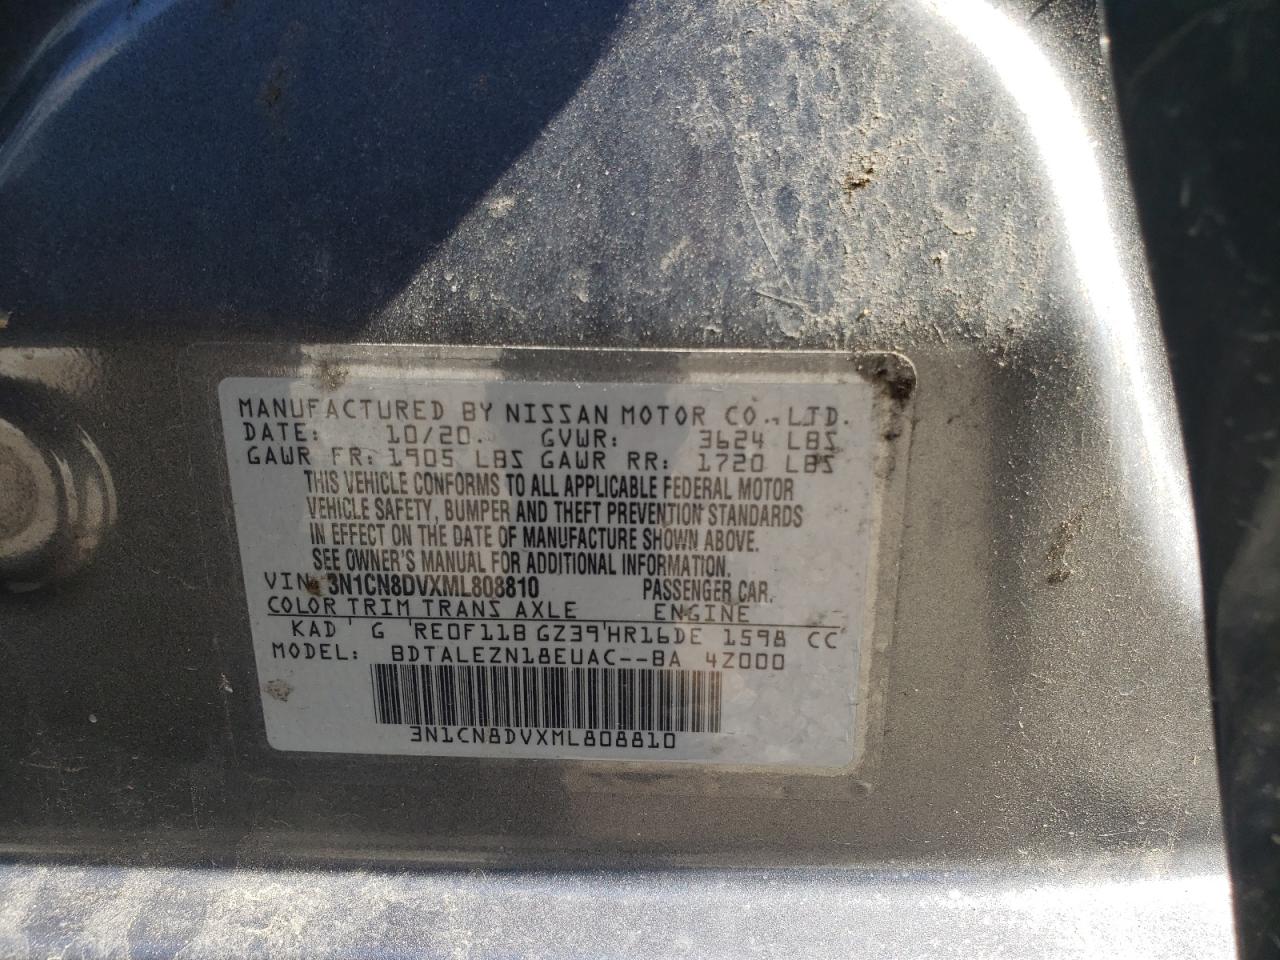 MANUFACTURED BY NISSAN MOTOR CO., LTD.
DATE: 10/20 GVWR: 3624 LBS
GAWR FR: 1905 LBS GAWR RR: 1720 LBS
THIS VEHICLE CONFORMS TO ALL APPLICABLE FEDERAL MOTOR
VEHICLE SAFETY, BUMPER AND THEFT PREVENTION STANDARDS
IN EFFECT ON THE DATE OF MANUFACTURE SHOWN ABOVE.
SEE OWNER'S MANUAL FOR ADDITIONAL INFORMATION.
VIN: 3N1CN8DVXML808810 PASSENGER CAR.
COLOR TRIM TRANS AXLE ENGINE
KAD G RE0F11B GZ39 HR16DE 1598 CC
MODEL: BDTALEZN18EUAC--BA 4Z000
3N1CN8DVXML808810